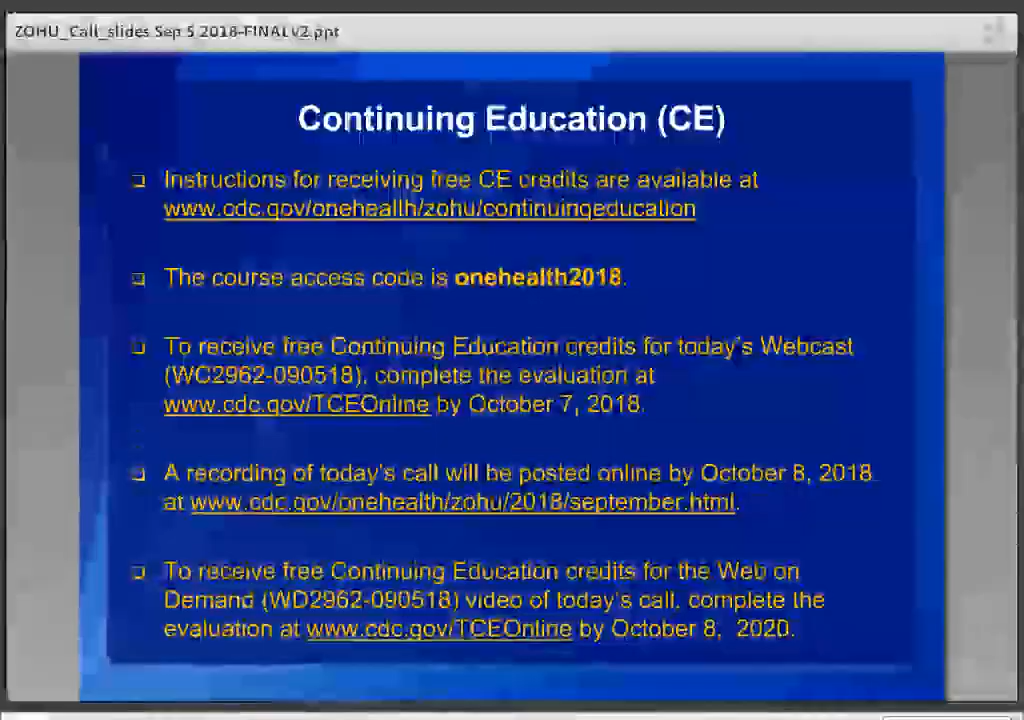 ZOHU_Call_slides Sep 5 2018-FINALv2.ppt
Continuing Education (CE)
Instructions for receiving free CE credits are available at
www.cdc.gov/onehealth/zohu/continuingeducation
The course access code is onehealth2018.
To receive free Continuing Education credits for today's Webcast
(WC2962-090518), complete the evaluation at
www.cdc.gov/TCEOnline by October 7, 2018.
A recording of today's call will be posted online by October 8, 2018
at www.cdc.gov/onehealth/zohu/2018/september.html.
To receive free Continuing Education credits for the Web on
Demand (WD2962-090518) video of today's call, complete the
evaluation at www.cdc.gov/TCEOnline by October 8, 2020.